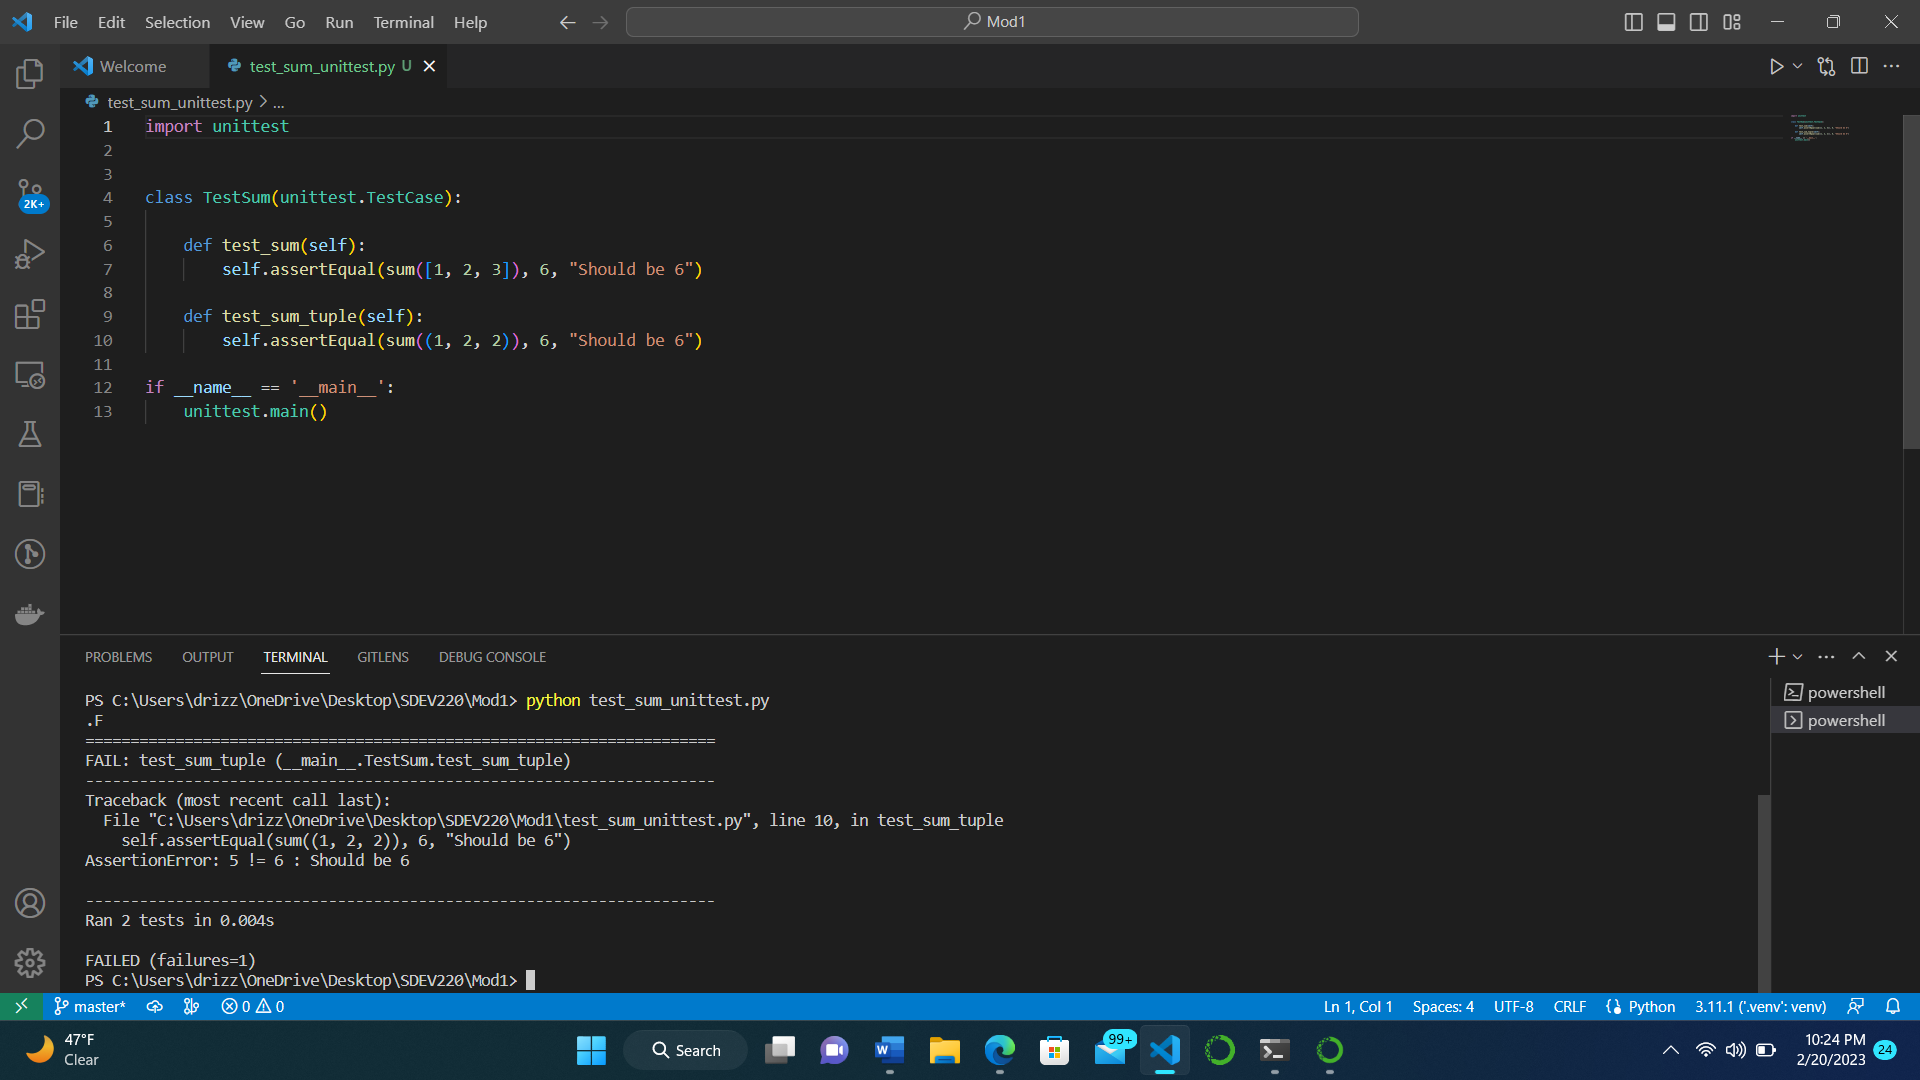 File Edit Selection View Go Run Terminal Help
Mod1
Welcome
test_sum_unittest.py U
test_sum_unittest.py > ...
1 import unittest
2
3
4 class TestSum(unittest.TestCase):
5
6 def test_sum(self):
7 self.assertEqual(sum([1, 2, 3]), 6, "Should be 6")
8
9 def test_sum_tuple(self):
10 self.assertEqual(sum((1, 2, 2)), 6, "Should be 6")
11
12 if __name__ == '__main__':
13 unittest.main()
2K+
PROBLEMS OUTPUT TERMINAL GITLENS DEBUG CONSOLE
PS C:\Users\drizz\OneDrive\Desktop\SDEV220\Mod1> python test_sum_unittest.py
.F
======================================================================
FAIL: test_sum_tuple (__main__.TestSum.test_sum_tuple)
----------------------------------------------------------------------
Traceback (most recent call last):
File "C:\Users\drizz\OneDrive\Desktop\SDEV220\Mod1\test_sum_unittest.py", line 10, in test_sum_tuple
self.assertEqual(sum((1, 2, 2)), 6, "Should be 6")
AssertionError: 5 != 6 : Should be 6
----------------------------------------------------------------------
Ran 2 tests in 0.004s
FAILED (failures=1)
PS C:\Users\drizz\OneDrive\Desktop\SDEV220\Mod1>
powershell
powershell
master* 0 0
Ln 1, Col 1 Spaces: 4 UTF-8 CRLF Python 3.11.1 ('.venv': venv)
47°F
Clear
Search
99+
10:24 PM
2/20/2023
24